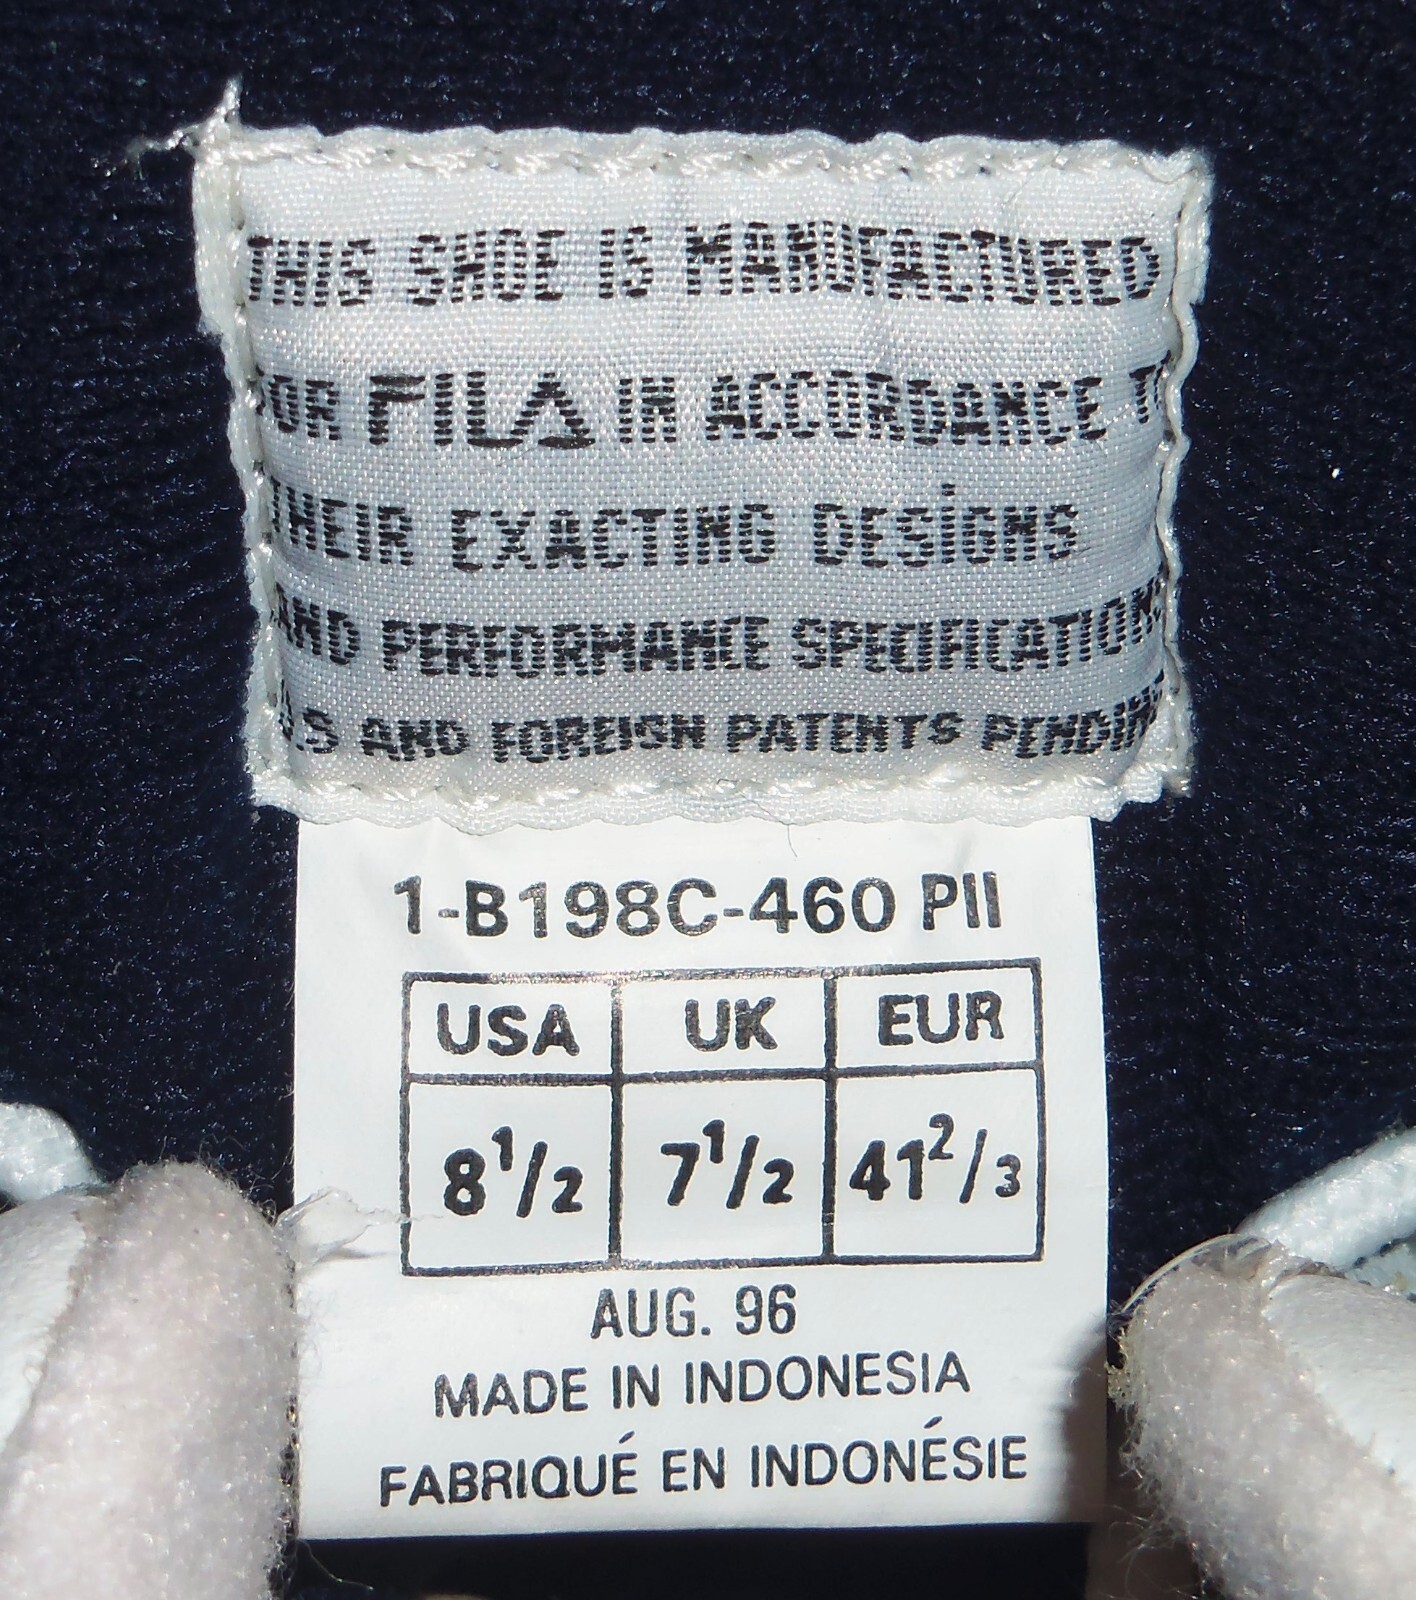 THIS SHOE IS MANUFACTURED
FOR FILA IN ACCORDANCE TO
THEIR EXACTING DESIGNS
AND PERFORMANCE SPECIFICATIONS
U.S AND FOREIGN PATENTS PENDING
1-B198C-460 PII
USA UK EUR
8 1/2 7 1/2 41 2/3
AUG. 96
MADE IN INDONESIA
FABRIQUÉ EN INDONÉSIE